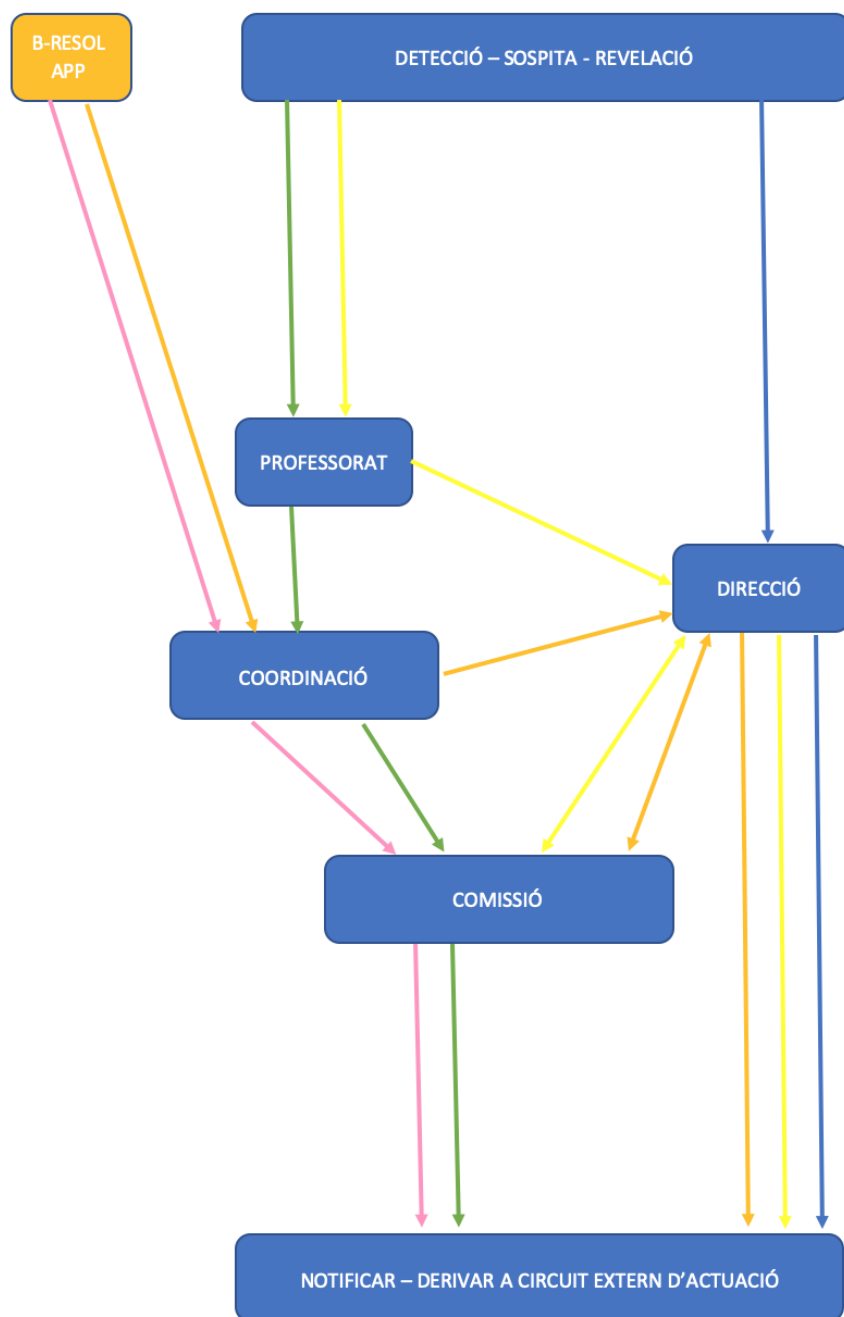 B-RESOL
APP
DETECCIÓ – SOSPITA - REVELACIÓ
PROFESSORAT
DIRECCIÓ
COORDINACIÓ
COMISSIÓ
NOTIFICAR – DERIVAR A CIRCUIT EXTERN D’ACTUACIÓ